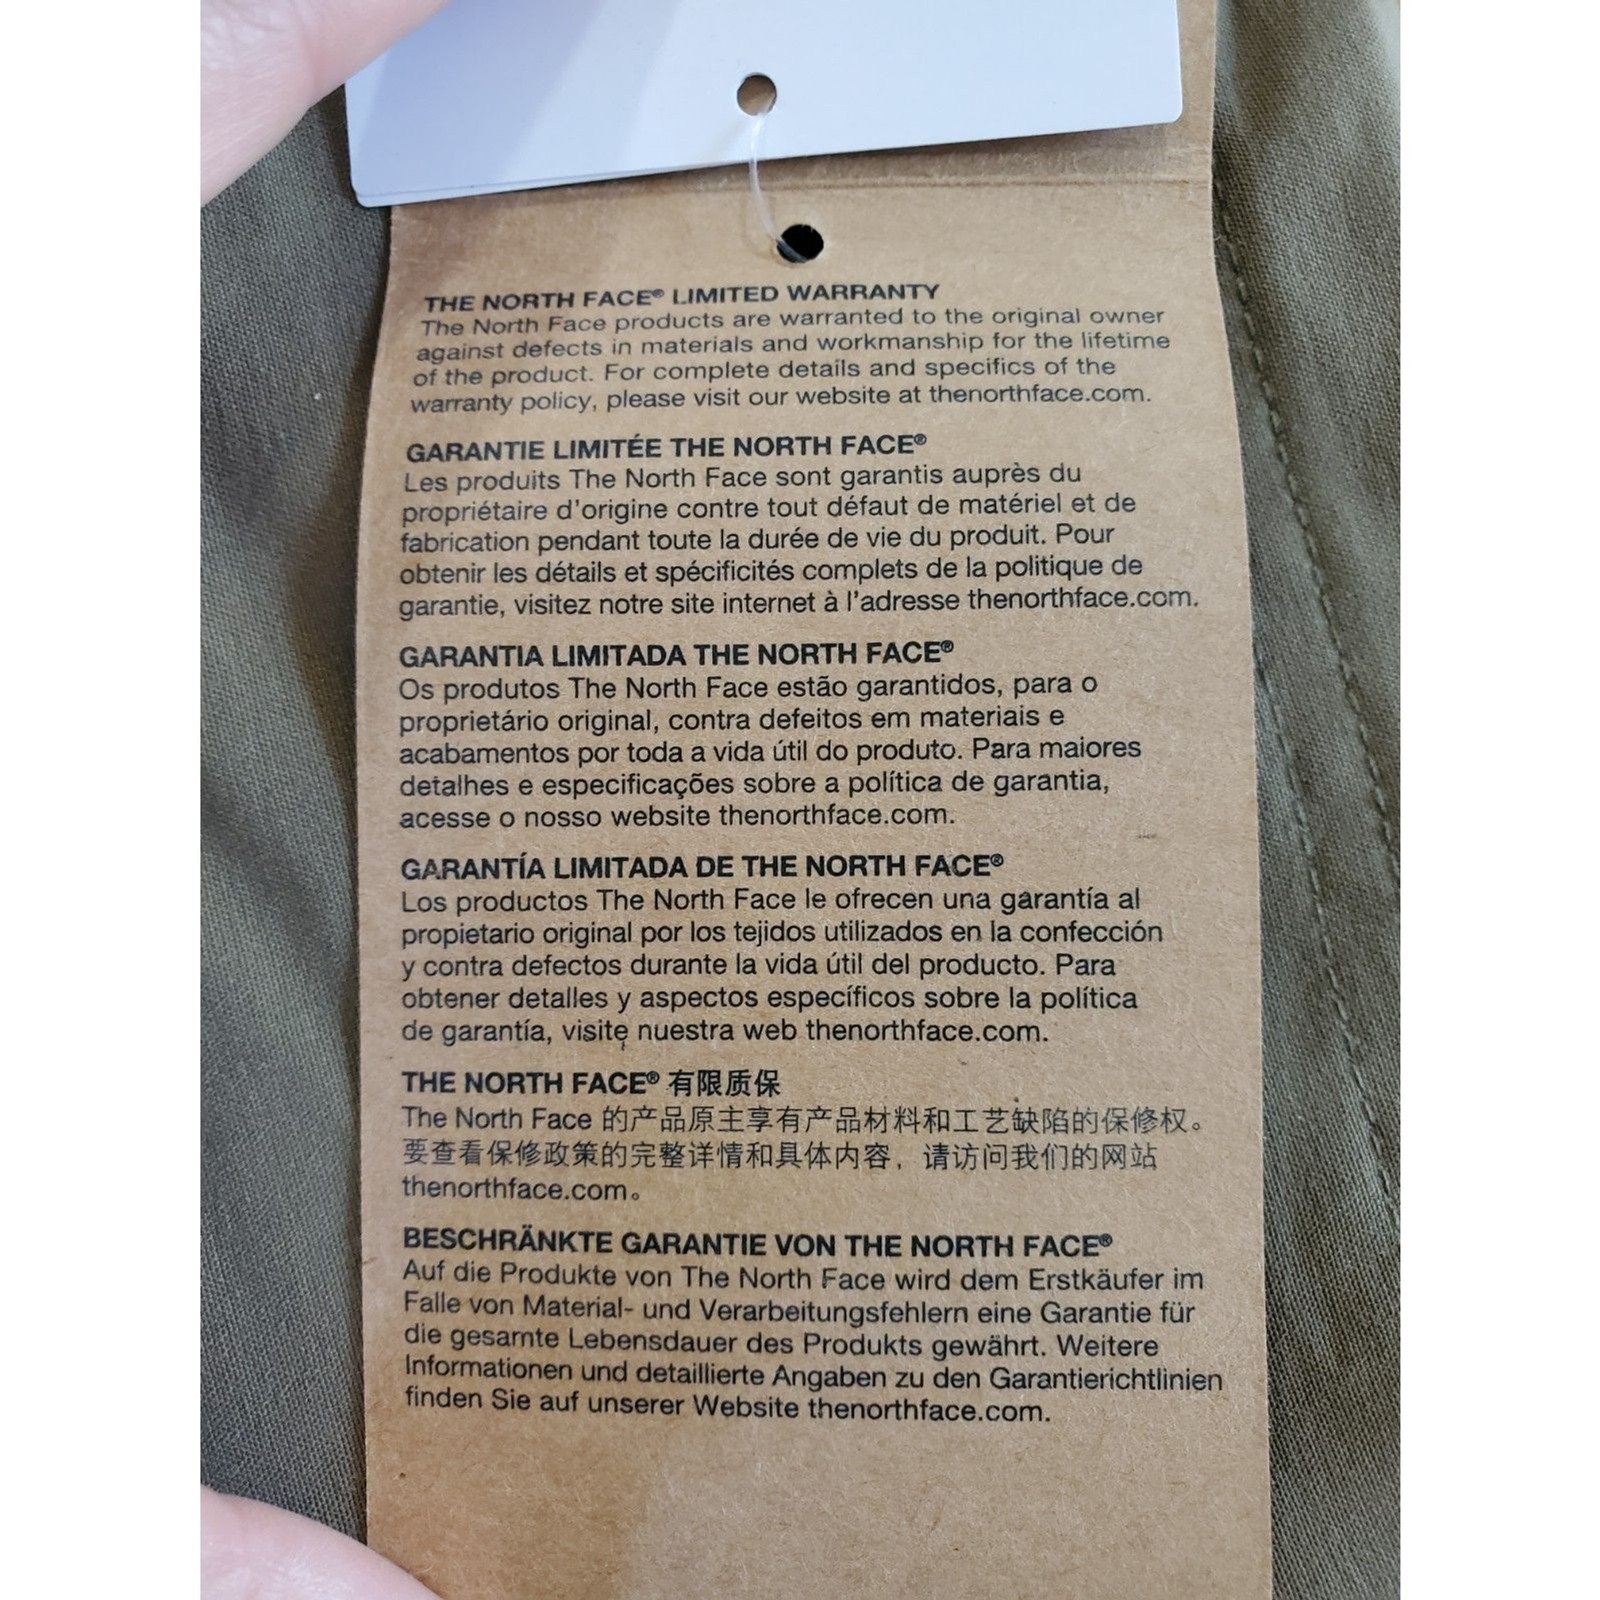 THE NORTH FACE® LIMITED WARRANTY
The North Face products are warranted to the original owner
against defects in materials and workmanship for the lifetime
of the product. For complete details and specifics of the
warranty policy, please visit our website at thenorthface.com.
GARANTIE LIMITÉE THE NORTH FACE®
Les produits The North Face sont garantis auprès du
propriétaire d'origine contre tout défaut de matériel et de
fabrication pendant toute la durée de vie du produit. Pour
obtenir les détails et spécificités complets de la politique de
garantie, visitez notre site internet à l'adresse thenorthface.com.
GARANTIA LIMITADA THE NORTH FACE®
Os produtos The North Face estão garantidos, para o
proprietário original, contra defeitos em materiais e
acabamentos por toda a vida útil do produto. Para maiores
detalhes e especificações sobre a política de garantia,
acesse o nosso website thenorthface.com.
GARANTÍA LIMITADA DE THE NORTH FACE®
Los productos The North Face le ofrecen una garantía al
propietario original por los tejidos utilizados en la confección
y contra defectos durante la vida útil del producto. Para
obtener detalles y aspectos específicos sobre la política
de garantía, visite nuestra web thenorthface.com.
THE NORTH FACE® 有限质保
The North Face 的产品原主享有产品材料和工艺缺陷的保修权。
要查看保修政策的完整详情和具体内容，请访问我们的网站
thenorthface.com。
BESCHRÄNKTE GARANTIE VON THE NORTH FACE®
Auf die Produkte von The North Face wird dem Erstkäufer im
Falle von Material- und Verarbeitungsfehlern eine Garantie für
die gesamte Lebensdauer des Produkts gewährt. Weitere
Informationen und detaillierte Angaben zu den Garantierichtlinien
finden Sie auf unserer Website thenorthface.com.